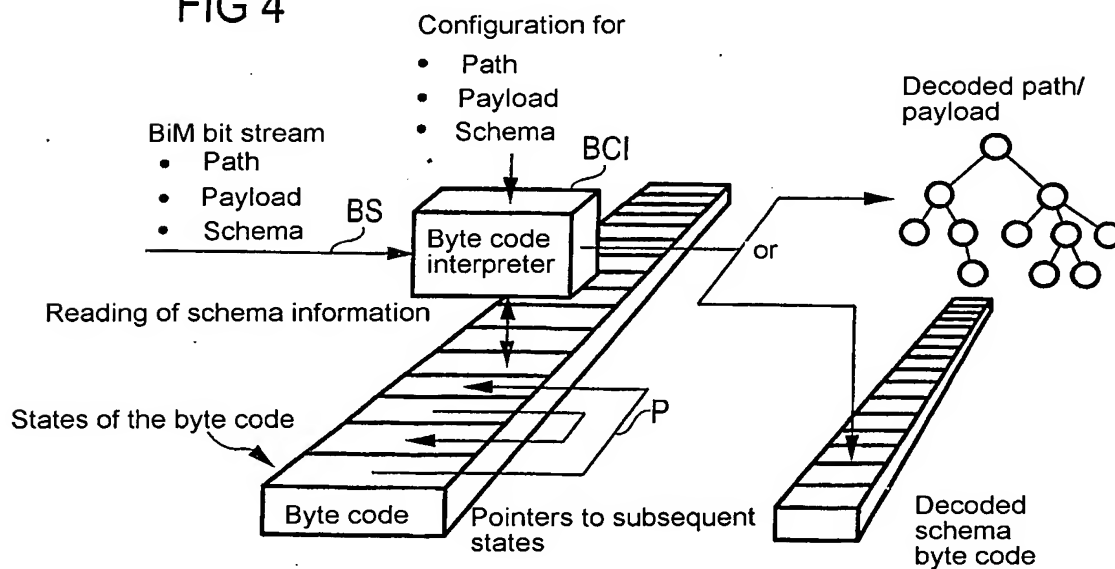 FIG 4
Configuration for
• Path
• Payload
• Schema
BiM bit stream
• Path
• Payload
• Schema
BS
BCI
Byte code
interpreter
Decoded path/
payload
or
Reading of schema information
States of the byte code
P
Byte code
Pointers to subsequent
states
Decoded
schema
byte code